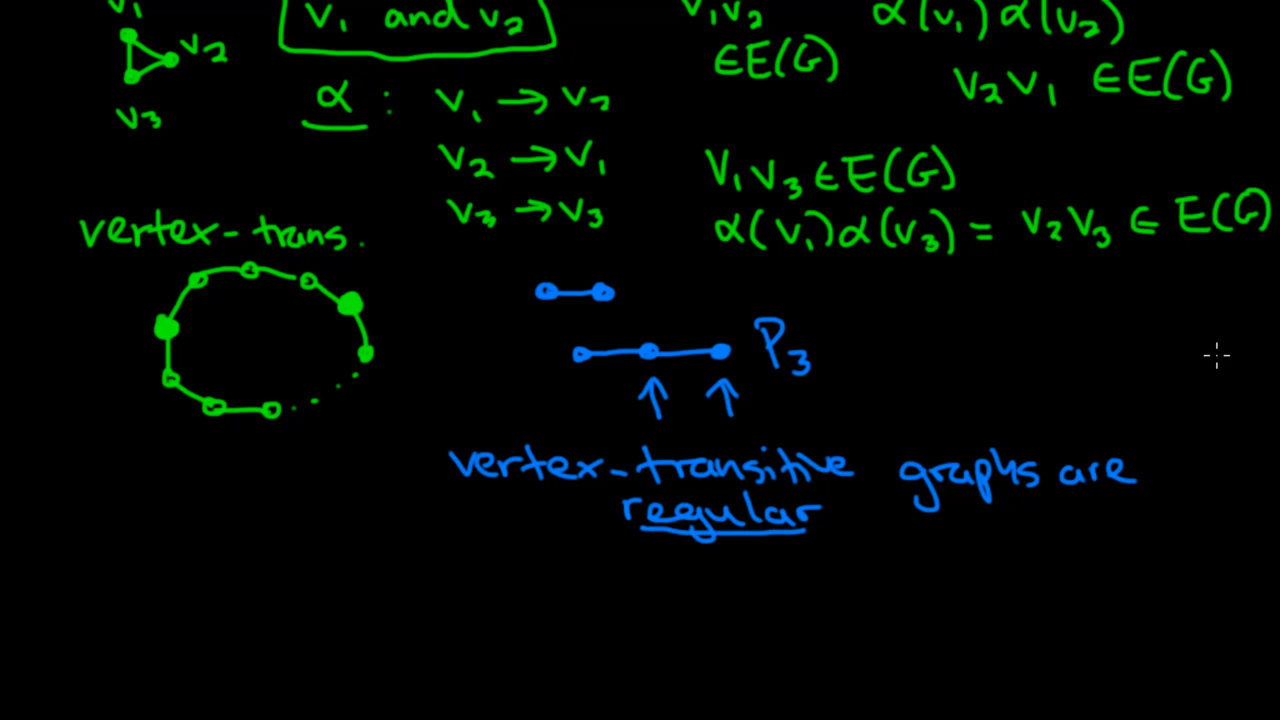 v₁
v₂
v₃
v₁ and v₂
α : v₁ → v₂
v₂ → v₁
v₃ → v₃
v₁v₂
∈E(G)
α(v₁)α(v₂)
v₂v₁ ∈E(G)
v₁v₃∈E(G)
α(v₁)α(v₃) = v₂v₃ ∈ E(G)
vertex-trans.
P₃
vertex-transitive graphs are
regular